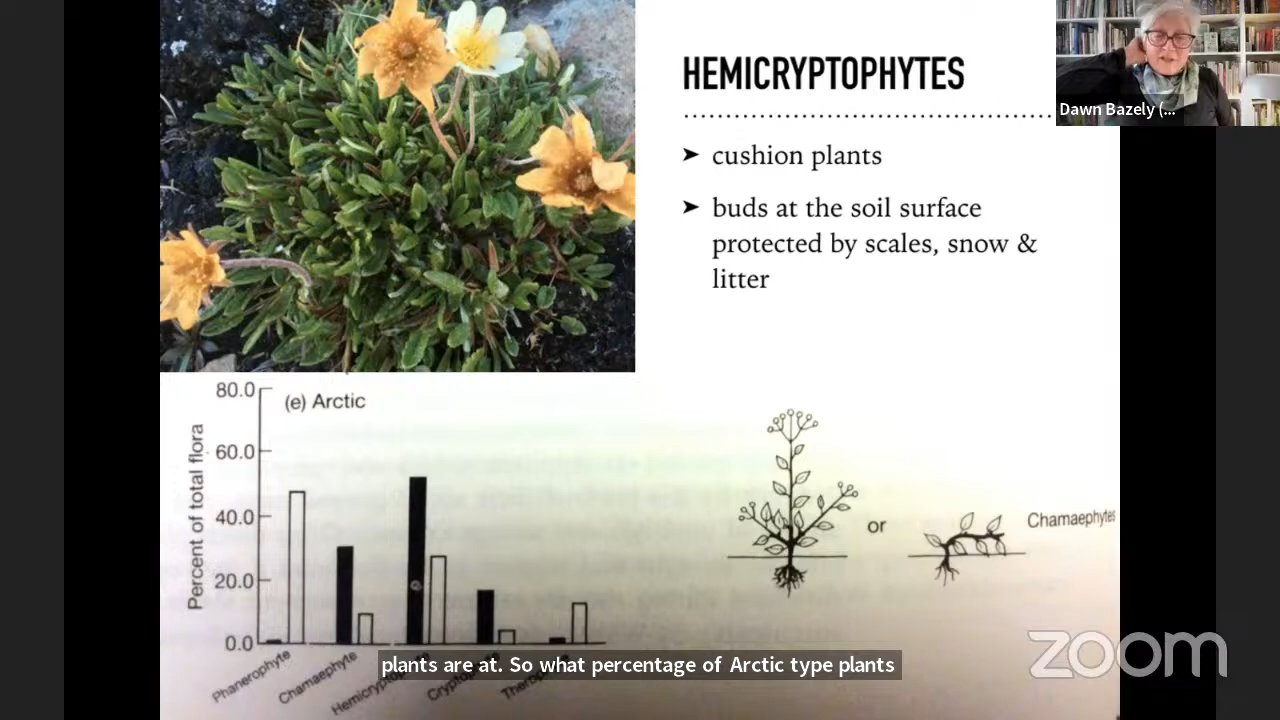 HEMICRYPTOPHYTES
Dawn Bazely (...
➤ cushion plants
➤ buds at the soil surface
protected by scales, snow &
litter
80.0
(e) Arctic
60.0
40.0
20.0
0.0
Percent of total flora
or
Chamaephytes
Phanerophyte
Chamaephyte
plants are at. So what percentage of Arctic type plants
zoom